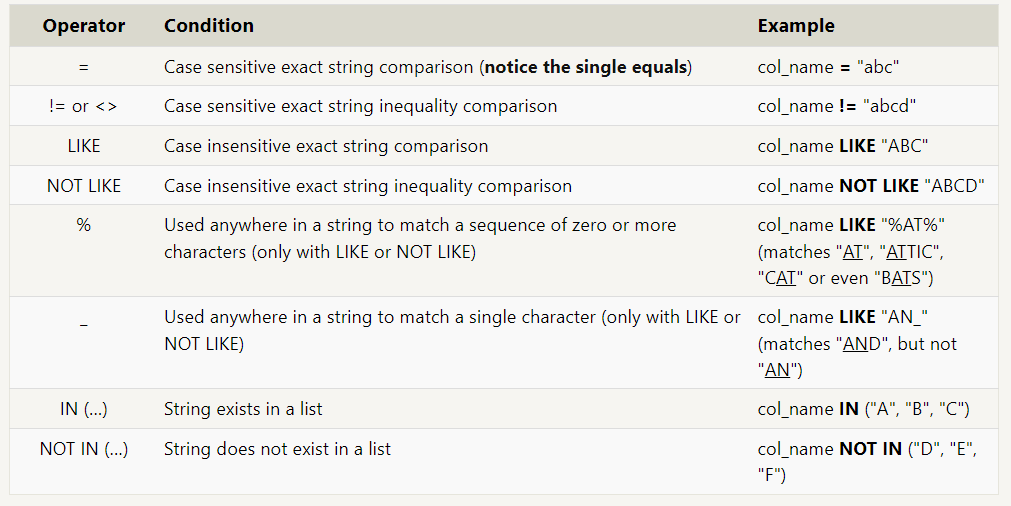 Operator Condition Example
= Case sensitive exact string comparison (notice the single equals) col_name = "abc"
!= or <> Case sensitive exact string inequality comparison col_name != "abcd"
LIKE Case insensitive exact string comparison col_name LIKE "ABC"
NOT LIKE Case insensitive exact string inequality comparison col_name NOT LIKE "ABCD"
% Used anywhere in a string to match a sequence of zero or more col_name LIKE "%AT%"
characters (only with LIKE or NOT LIKE) (matches "AT", "ATTIC",
"CAT" or even "BATS")
_ Used anywhere in a string to match a single character (only with LIKE or col_name LIKE "AN_"
NOT LIKE) (matches "AND", but not
"AN")
IN (...) String exists in a list col_name IN ("A", "B", "C")
NOT IN (...) String does not exist in a list col_name NOT IN ("D", "E",
"F")